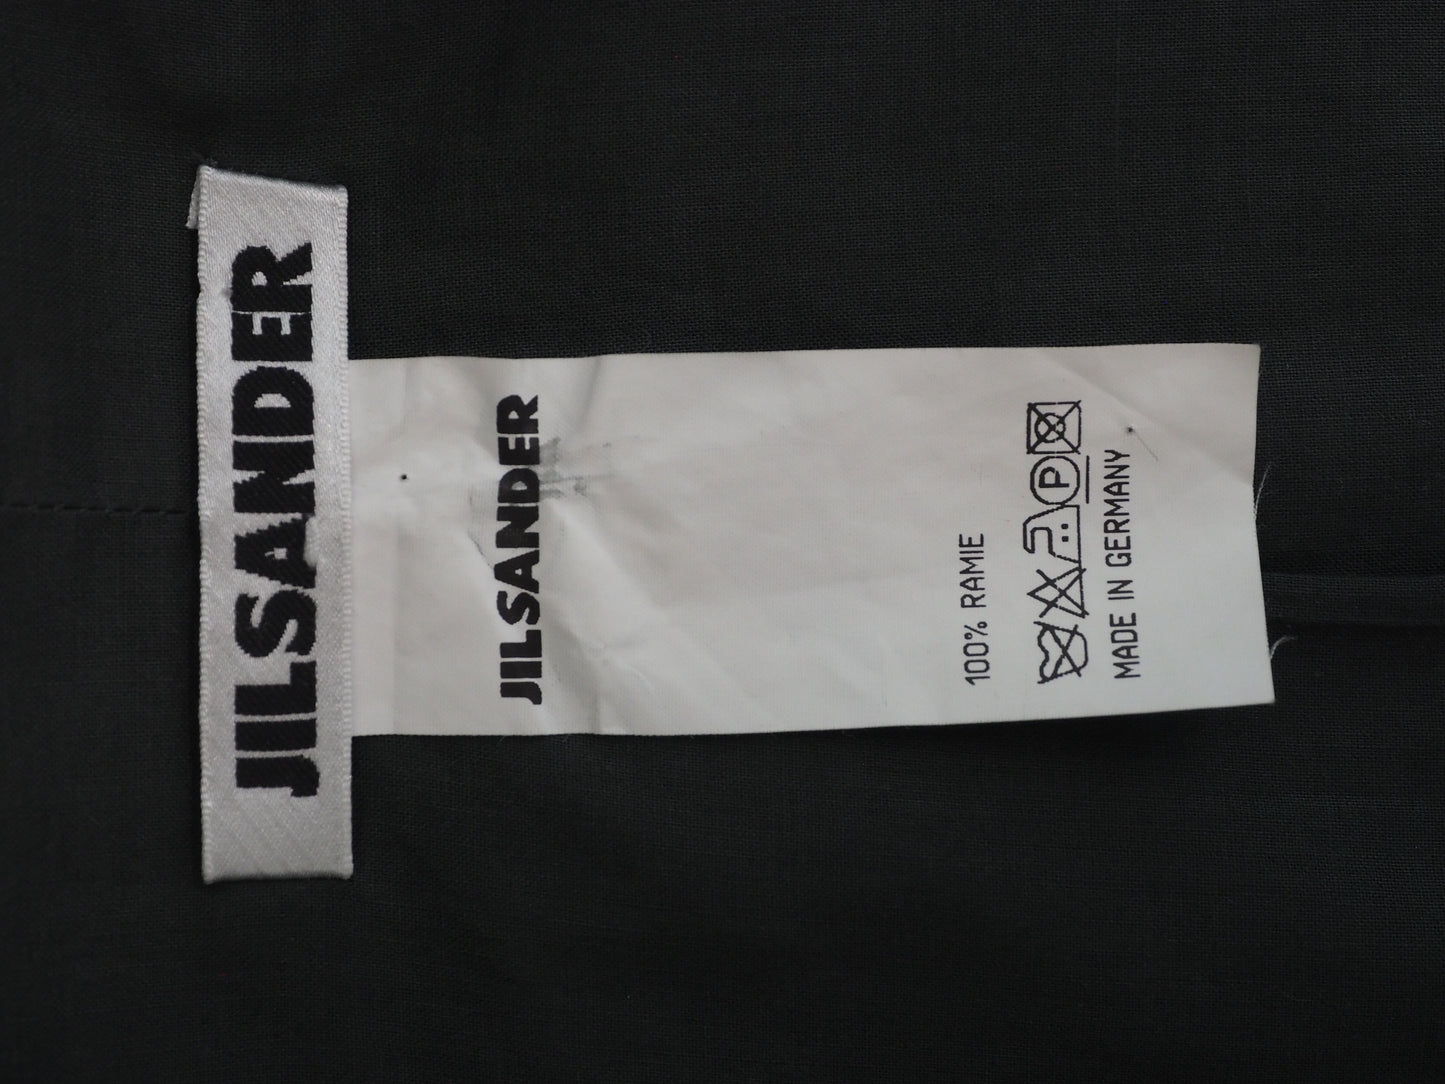 JILSANDER
JILSANDER
100% RAMIE
P
MADE IN GERMANY